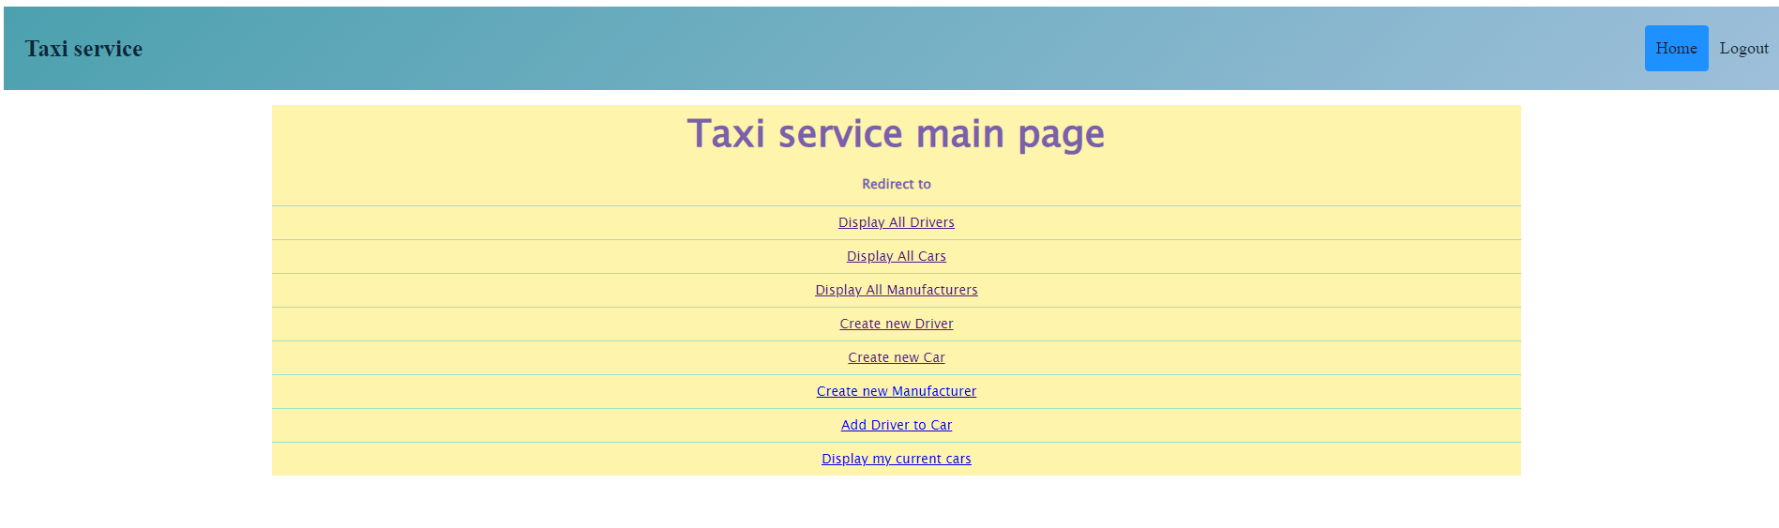 Taxi service
Home Logout
Taxi service main page
Redirect to
Display All Drivers
Display All Cars
Display All Manufacturers
Create new Driver
Create new Car
Create new Manufacturer
Add Driver to Car
Display my current cars